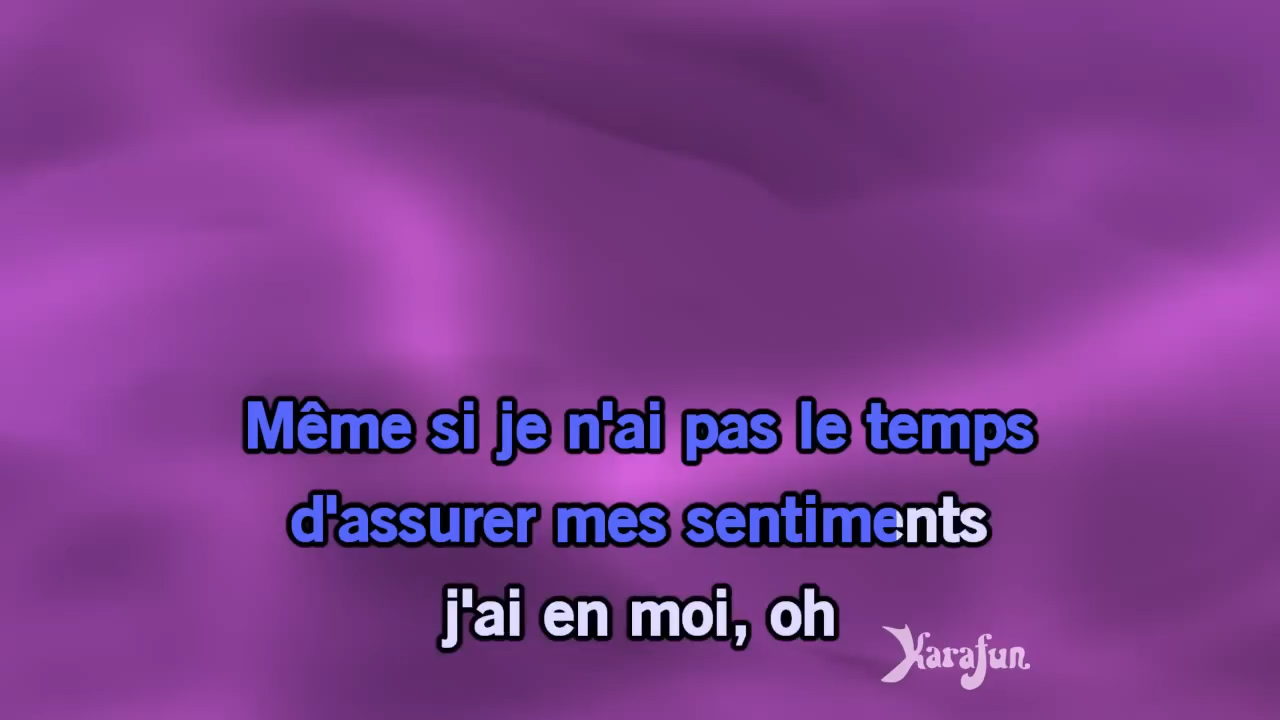 Même si je n'ai pas le temps
d'assurer mes sentiments
j'ai en moi, oh
Karafun